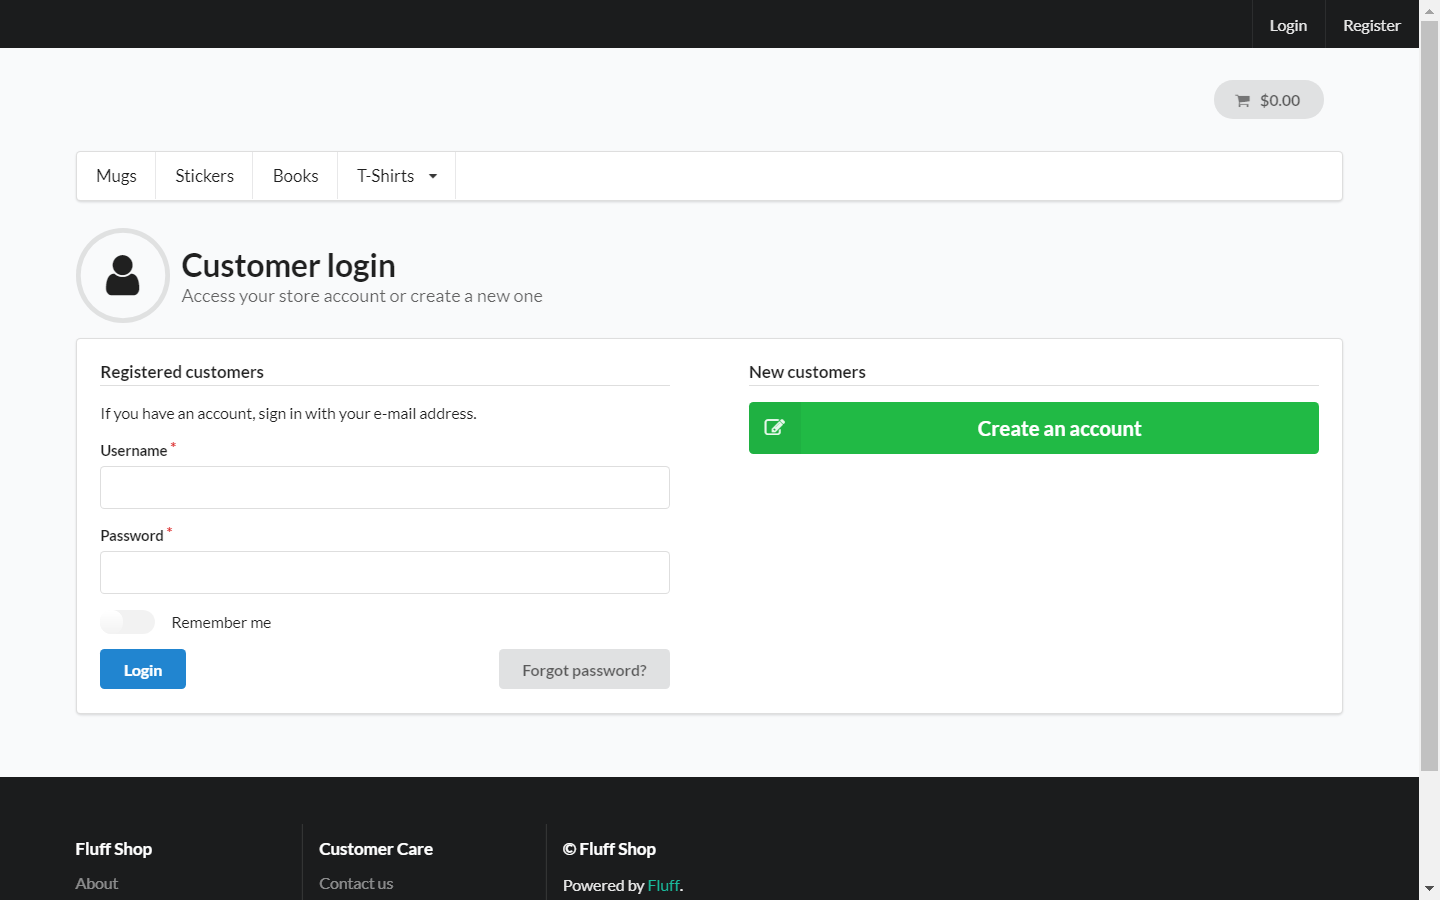 Login Register
$0.00
Mugs Stickers Books T-Shirts
Customer login
Access your store account or create a new one
Registered customers
If you have an account, sign in with your e-mail address.
Username *
Password *
Remember me
Login Forgot password?
New customers
Create an account
Fluff Shop
About
Customer Care
Contact us
© Fluff Shop
Powered by Fluff.